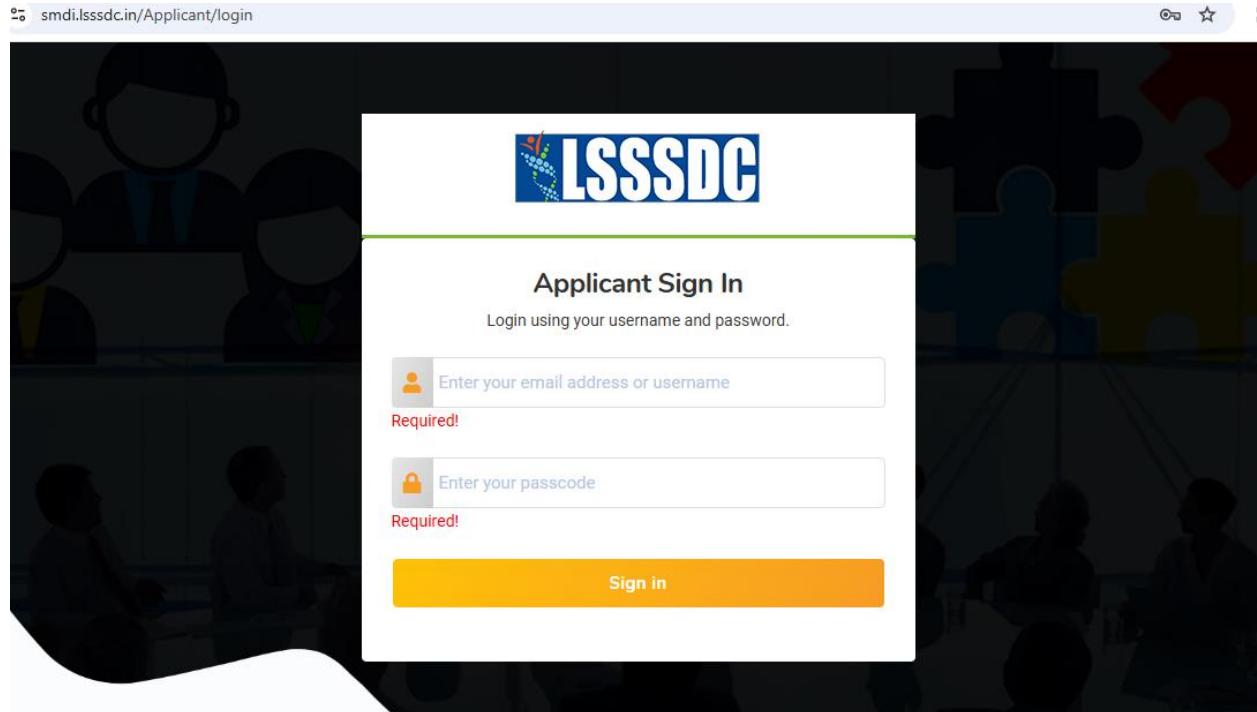 smdi.lsssdc.in/Applicant/login
LSSSDC
Applicant Sign In
Login using your username and password.
Enter your email address or username
Required!
Enter your passcode
Required!
Sign in